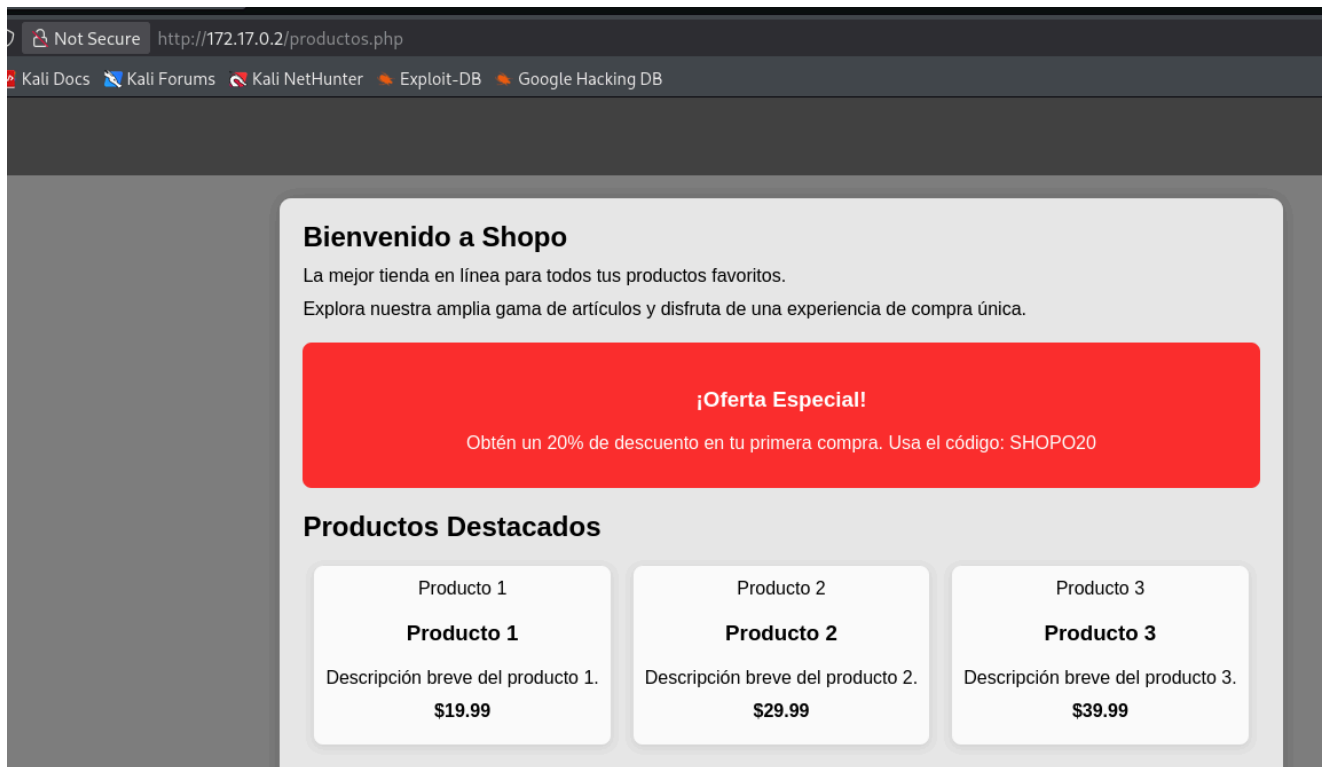 Not Secure http://172.17.0.2/productos.php
Kali Docs Kali Forums Kali NetHunter Exploit-DB Google Hacking DB
Bienvenido a Shopo
La mejor tienda en línea para todos tus productos favoritos.
Explora nuestra amplia gama de artículos y disfruta de una experiencia de compra única.
¡Oferta Especial!
Obtén un 20% de descuento en tu primera compra. Usa el código: SHOPO20
Productos Destacados
Producto 1 Producto 2 Producto 3
Producto 1 Producto 2 Producto 3
Descripción breve del producto 1. Descripción breve del producto 2. Descripción breve del producto 3.
$19.99 $29.99 $39.99